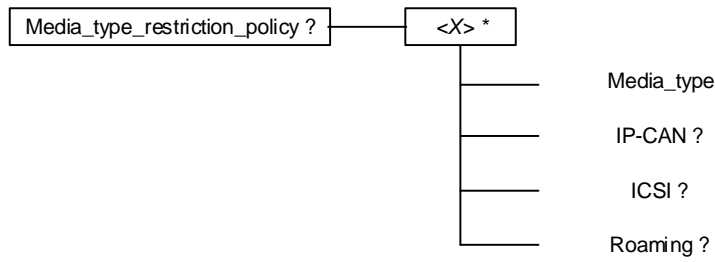 Media_type_restriction_policy ?
<X> *
Media_type
IP-CAN ?
ICSI ?
Roaming ?